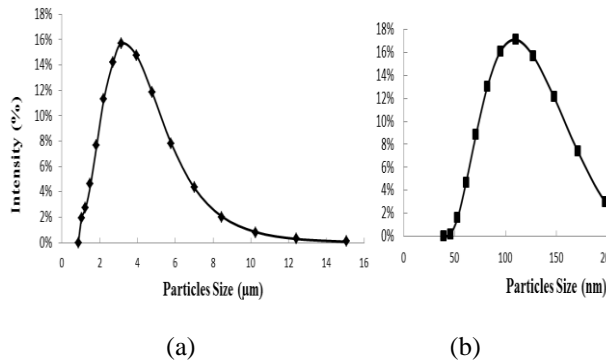 18%
16%
14%
12%
10%
8%
6%
4%
2%
0%
Intensity (%)
0 2 4 6 8 10 12 14 16
Particles Size (µm)
(a)
18%
16%
14%
12%
10%
8%
6%
4%
2%
0%
0 50 100 150 200
Particles Size (nm)
(b)